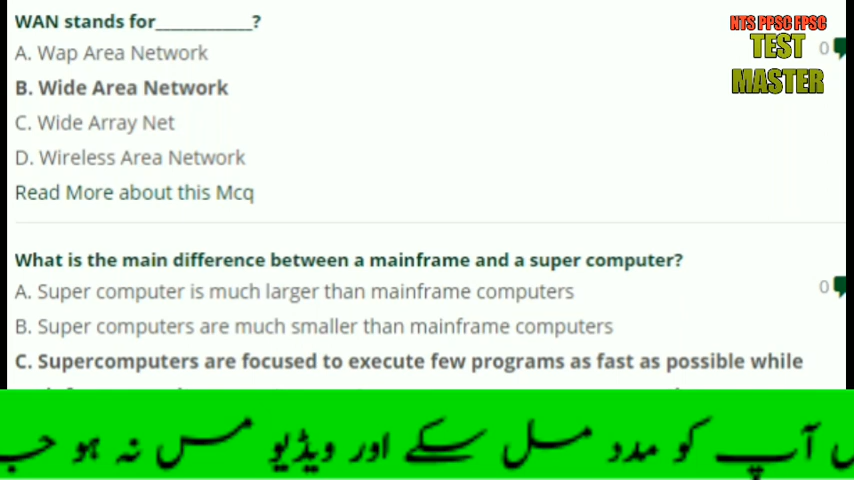 WAN stands for____________?
NTS PPSC FPSC
TEST
MASTER
0
A. Wap Area Network
B. Wide Area Network
C. Wide Array Net
D. Wireless Area Network
Read More about this Mcq
What is the main difference between a mainframe and a super computer?
0
A. Super computer is much larger than mainframe computers
B. Super computers are much smaller than mainframe computers
C. Supercomputers are focused to execute few programs as fast as possible while
آپ کو مدد مل سکے اور ویڈیو مس نہ ہو